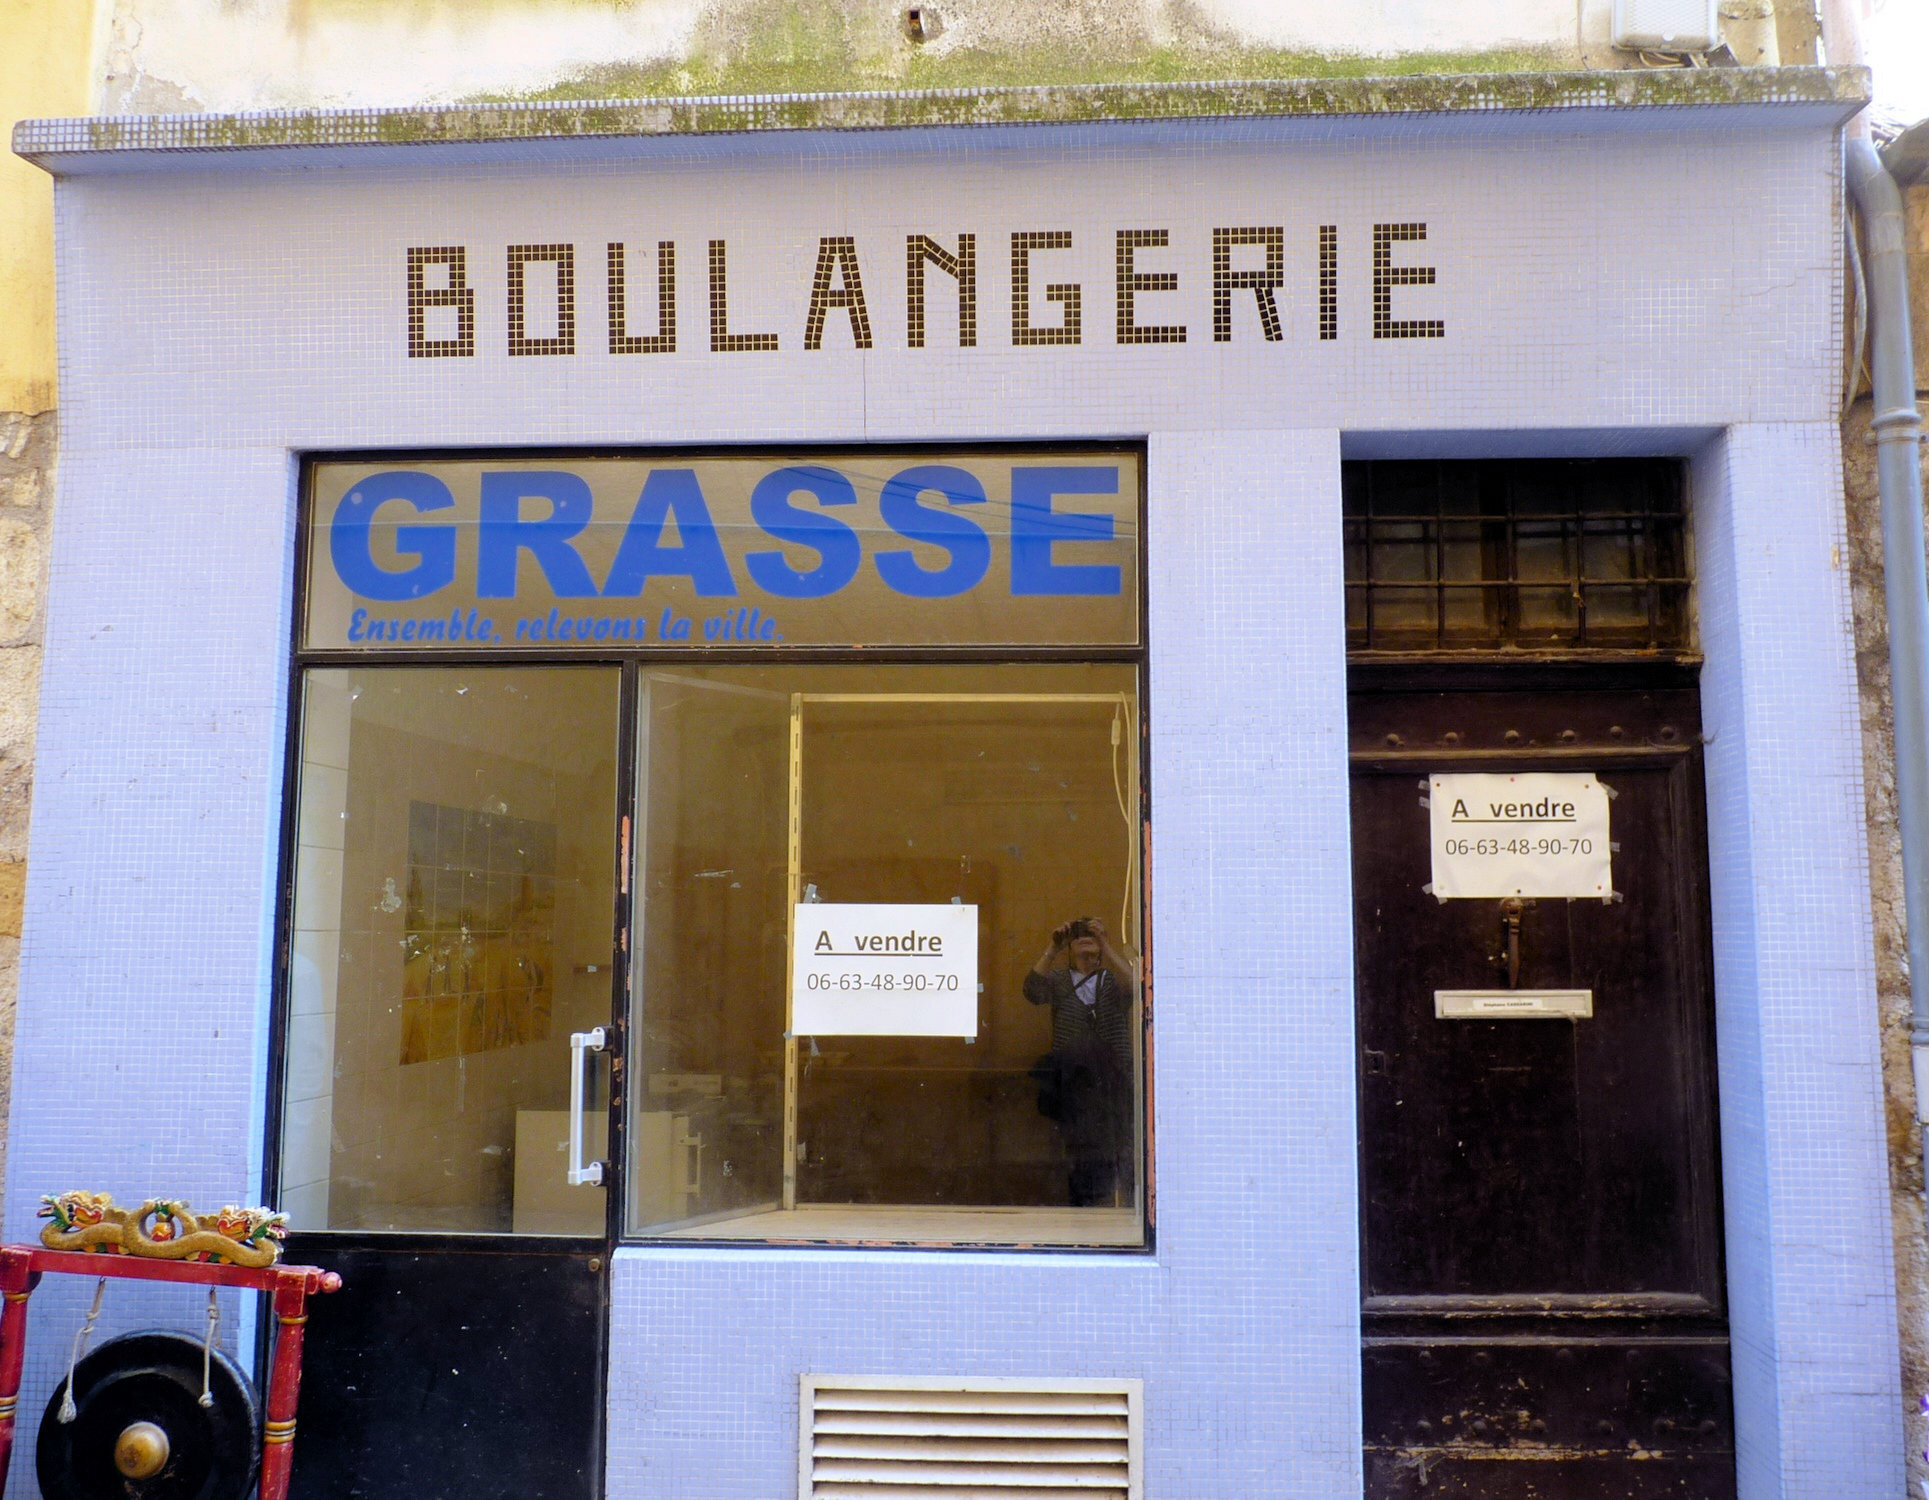 BOULANGERIE
GRASSE
Ensemble, relevons la ville.
A vendre
06-63-48-90-70
A vendre
06-63-48-90-70